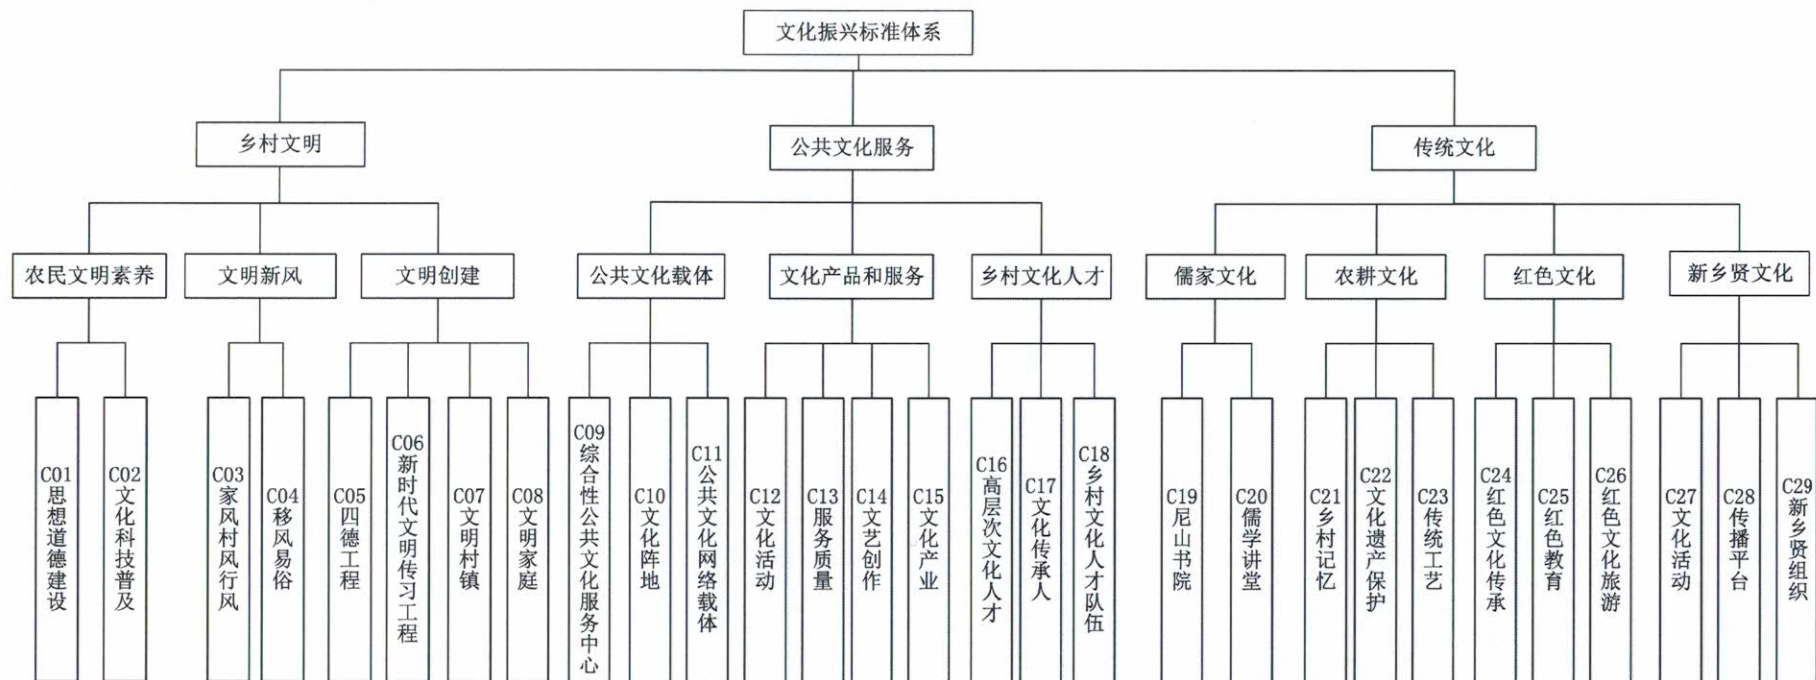 文化振兴标准体系
乡村文明
公共文化服务
传统文化
农民文明素养
文明新风
文明创建
公共文化载体
文化产品和服务
乡村文化人才
儒家文化
农耕文化
红色文化
新乡贤文化
C01思想道德建设
C02文化科技普及
C03家风村风行风
C04移风易俗
C05四德工程
C06新时代文明传习工程
C07文明村镇
C08文明家庭
C09综合性公共文化服务中心
C10文化阵地
C11公共文化网络载体
C12文化活动
C13服务质量
C14文艺创作
C15文化产业
C16高层次文化人才
C17文化传承人
C18乡村文化人才队伍
C19尼山书院
C20儒学讲堂
C21乡村记忆
C22文化遗产保护
C23传统工艺
C24红色文化传承
C25红色教育
C26红色文化旅游
C27文化活动
C28传播平台
C29新乡贤组织